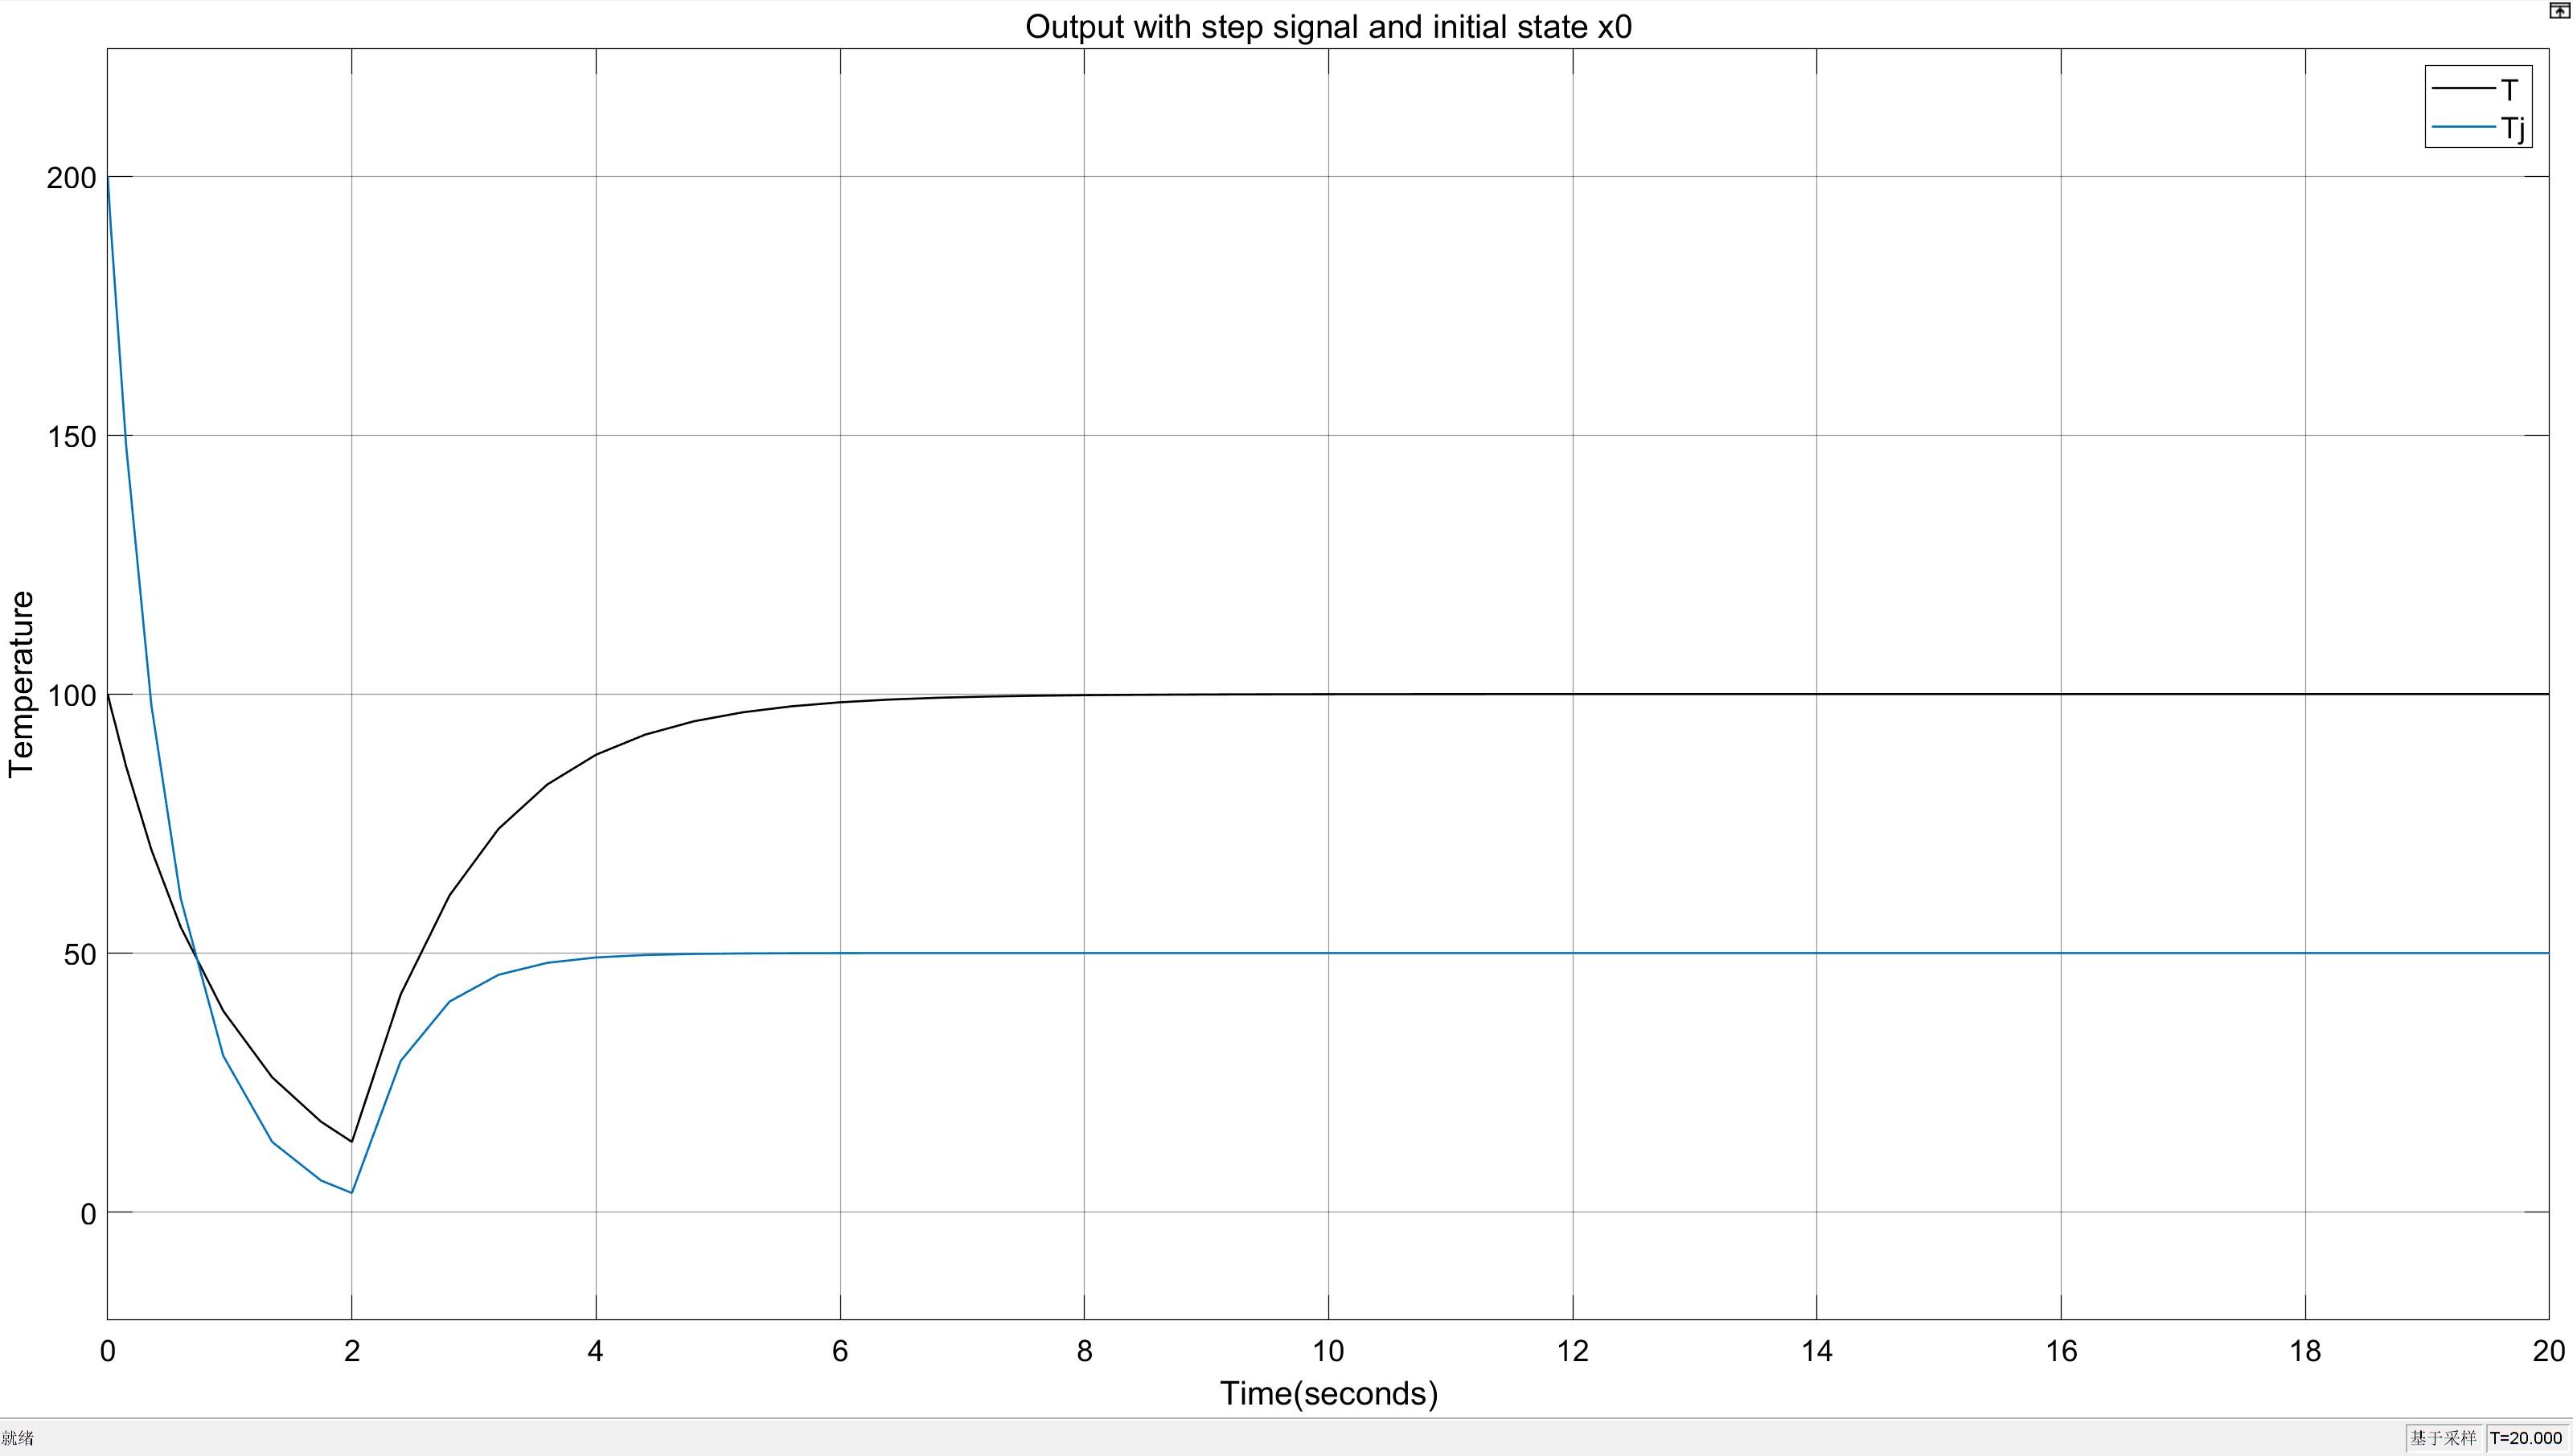 Output with step signal and initial state x0
T
Tj
200
150
100
50
0
Temperature
0 2 4 6 8 10 12 14 16 18 20
Time(seconds)
就绪
基于采样 T=20.000